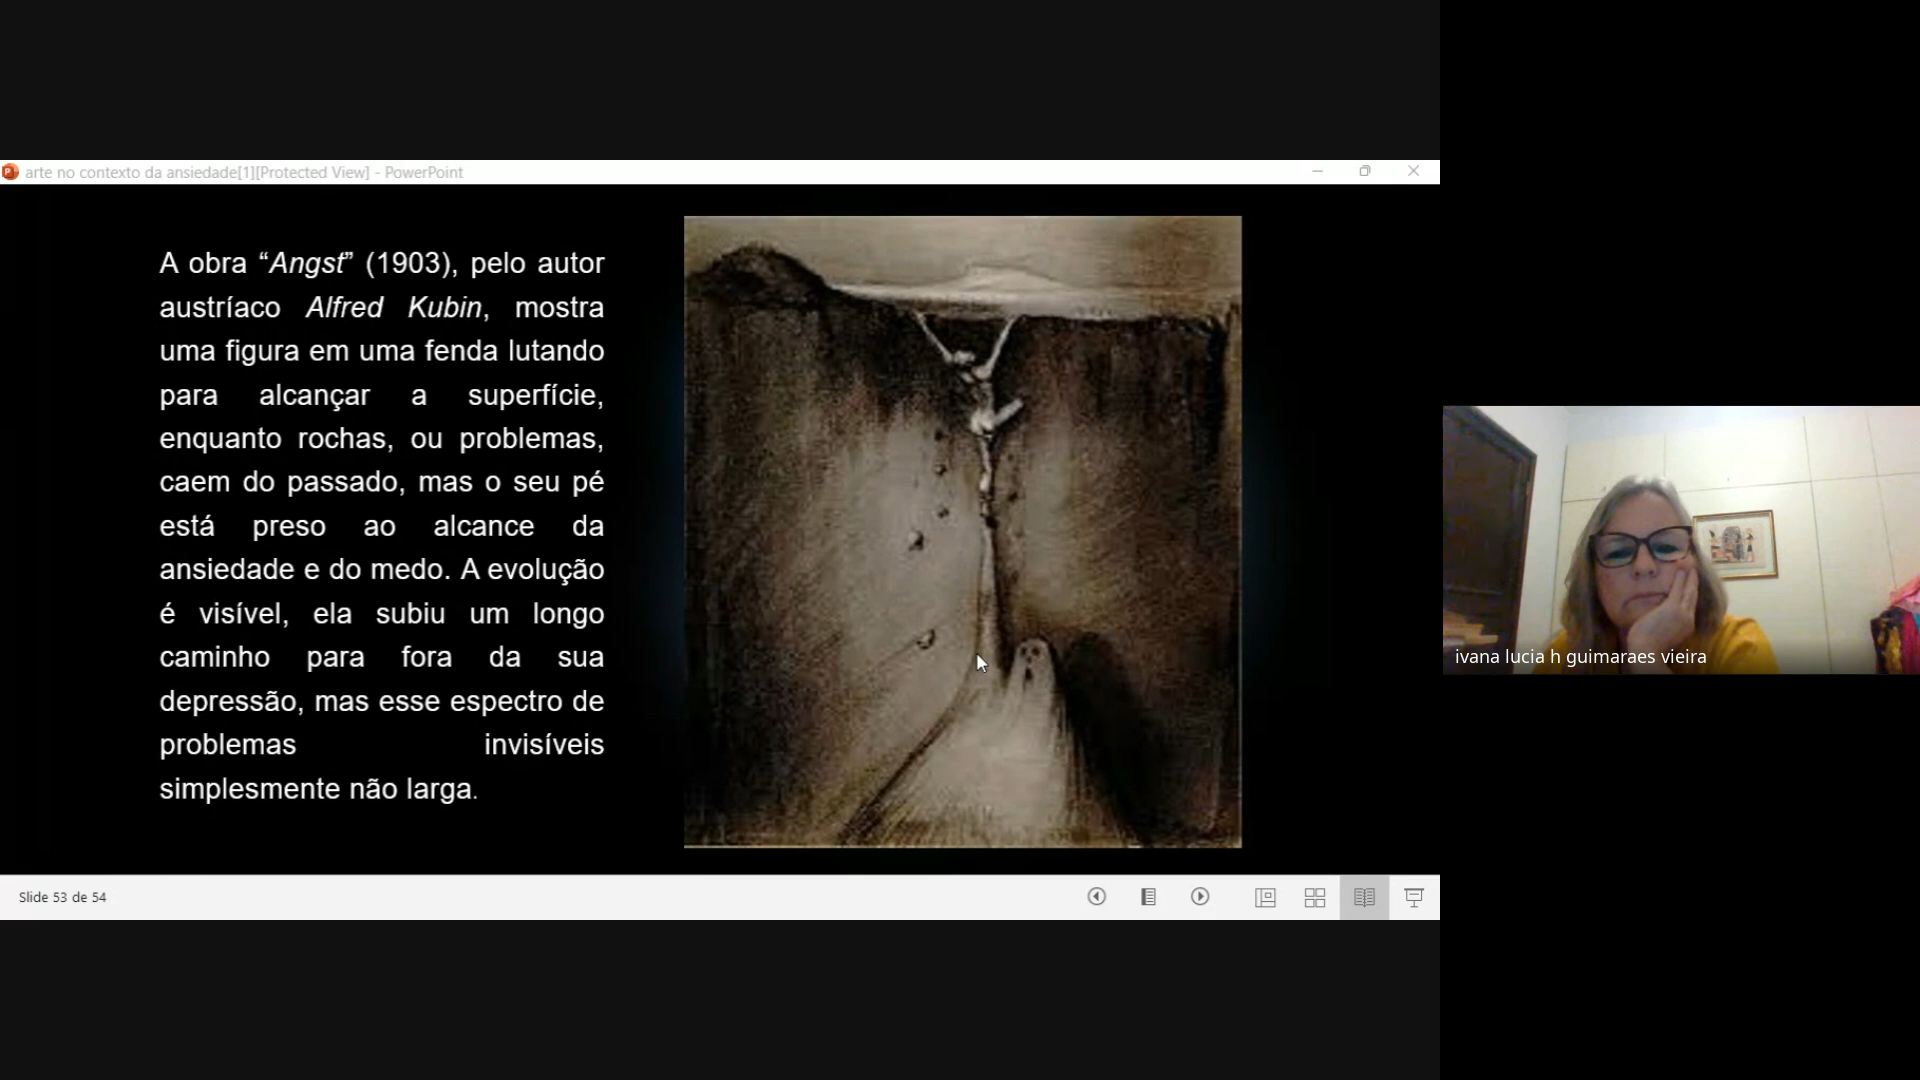 arte no contexto da ansiedade[1][Protected View] - PowerPoint
A obra “Angst” (1903), pelo autor
austríaco Alfred Kubin, mostra
uma figura em uma fenda lutando
para alcançar a superfície,
enquanto rochas, ou problemas,
caem do passado, mas o seu pé
está preso ao alcance da
ansiedade e do medo. A evolução
é visível, ela subiu um longo
caminho para fora da sua
depressão, mas esse espectro de
problemas invisíveis
simplesmente não larga.
ivana lucia h guimaraes vieira
Slide 53 de 54